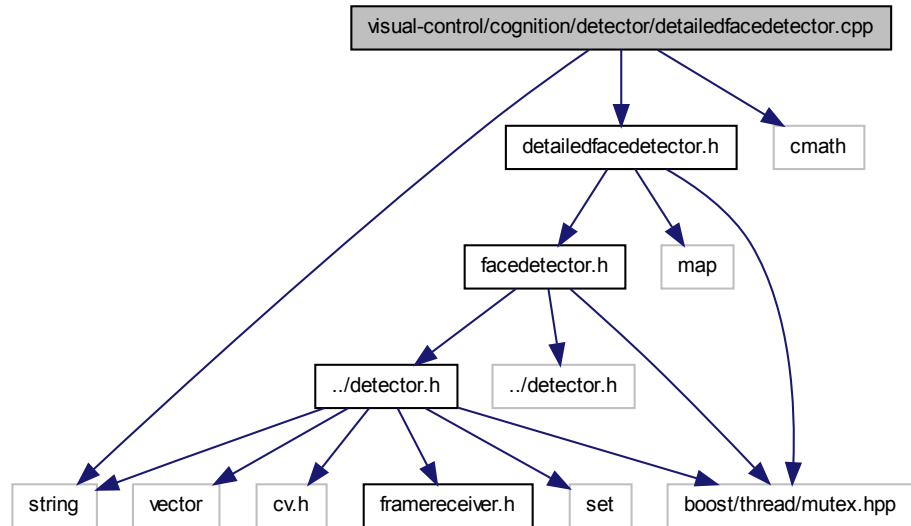 visual-control/cognition/detector/detailedfacedetector.cpp
detailedfacedetector.h
cmath
facedetector.h
map
../detector.h
../detector.h
string
vector
cv.h
framereceiver.h
set
boost/thread/mutex.hpp